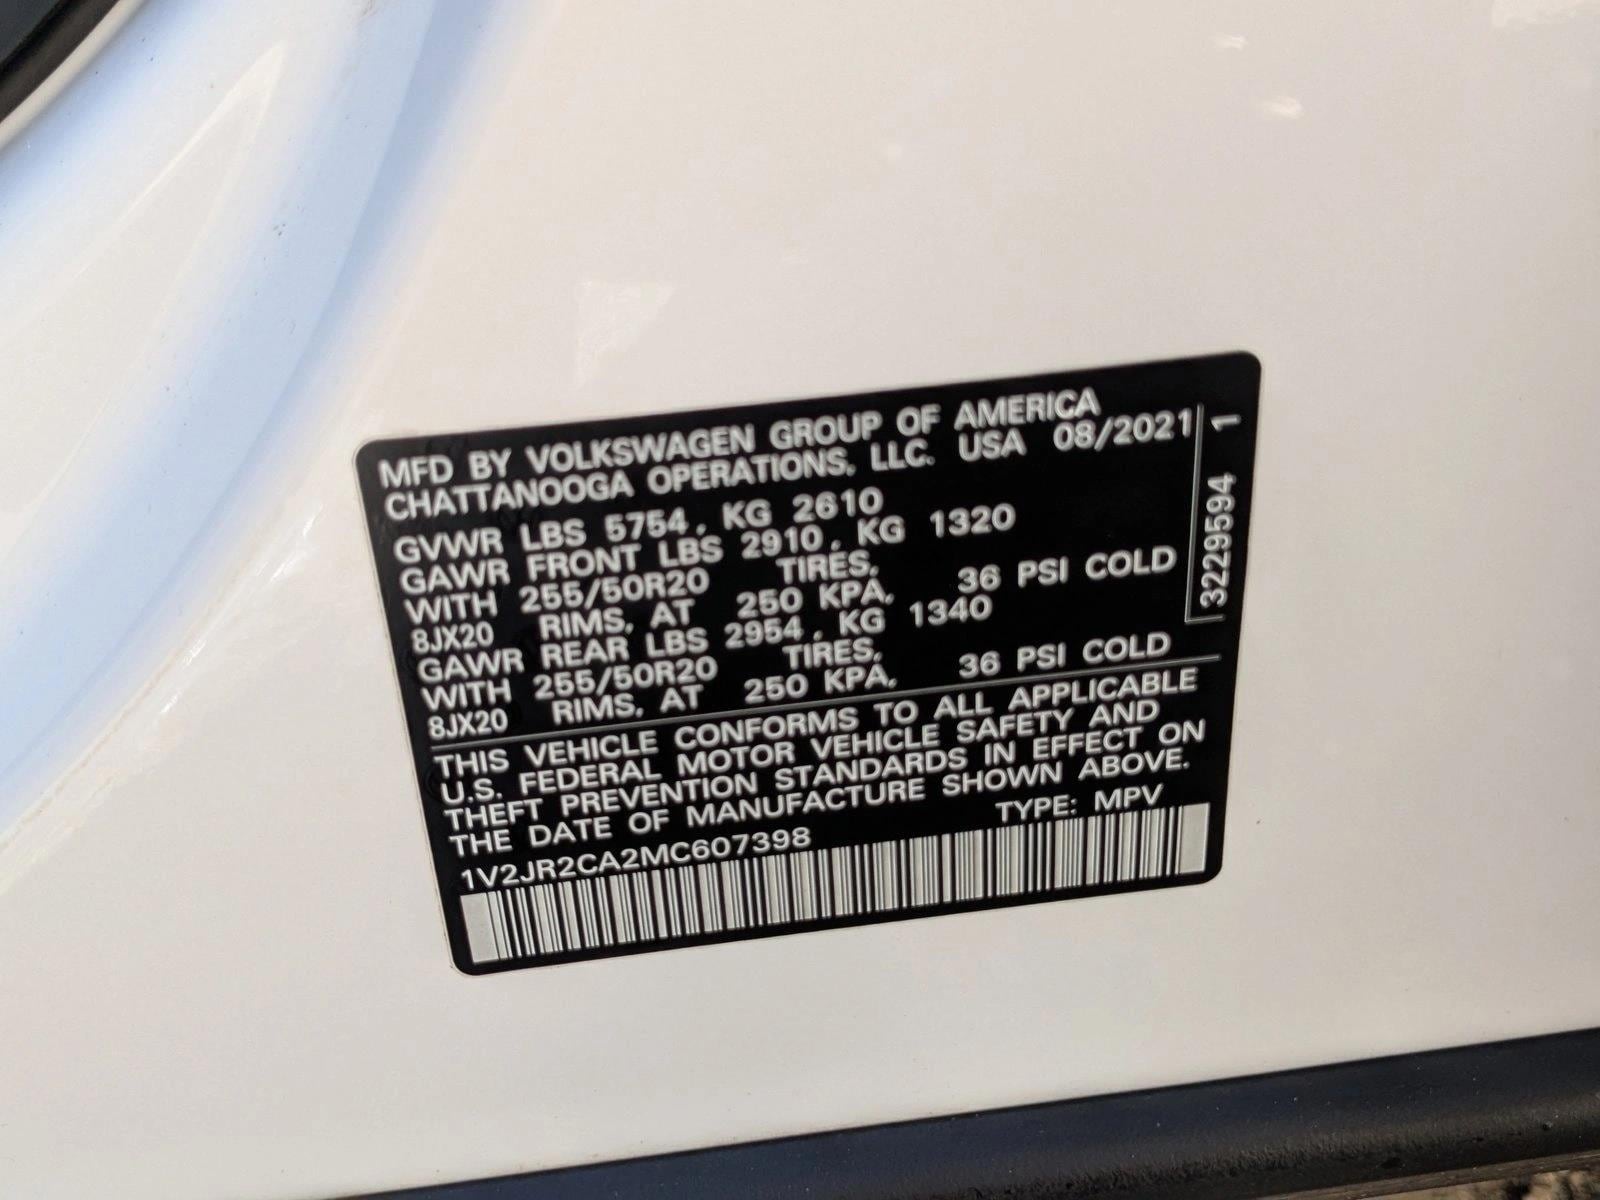 MFD BY VOLKSWAGEN GROUP OF AMERICA
CHATTANOOGA OPERATIONS, LLC. USA 08/2021
GVWR LBS 5754, KG 2610
GAWR FRONT LBS 2910, KG 1320
WITH 255/50R20 TIRES,
8JX20 RIMS, AT 250 KPA, 36 PSI COLD
GAWR REAR LBS 2954, KG 1340
WITH 255/50R20 TIRES,
8JX20 RIMS, AT 250 KPA, 36 PSI COLD
3229594 1
THIS VEHICLE CONFORMS TO ALL APPLICABLE
U.S. FEDERAL MOTOR VEHICLE SAFETY AND
THEFT PREVENTION STANDARDS IN EFFECT ON
THE DATE OF MANUFACTURE SHOWN ABOVE.
1V2JR2CA2MC607398 TYPE: MPV